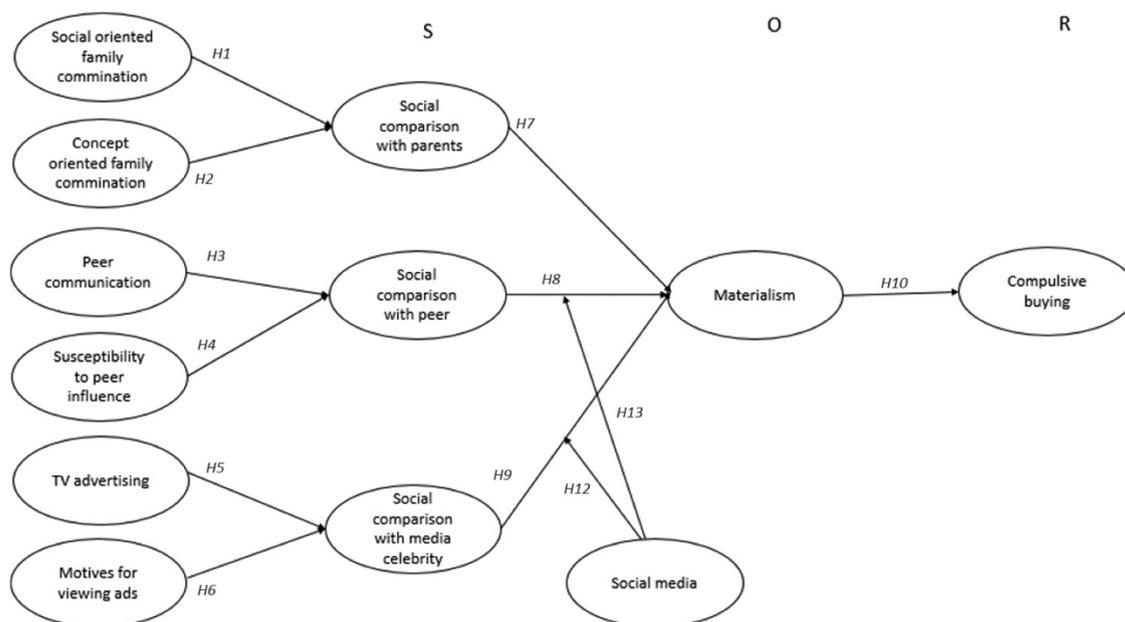 S
O
R
Social oriented
family
commination
H1
Social
comparison
with parents
H7
Concept
oriented family
commination
H2
Peer
communication
H3
Social
comparison
with peer
H8
Materialism
H10
Compulsive
buying
Susceptibility
to peer
influence
H4
H13
TV advertising
H5
Social
comparison
with media
celebrity
H9
H12
Motives for
viewing ads
H6
Social media